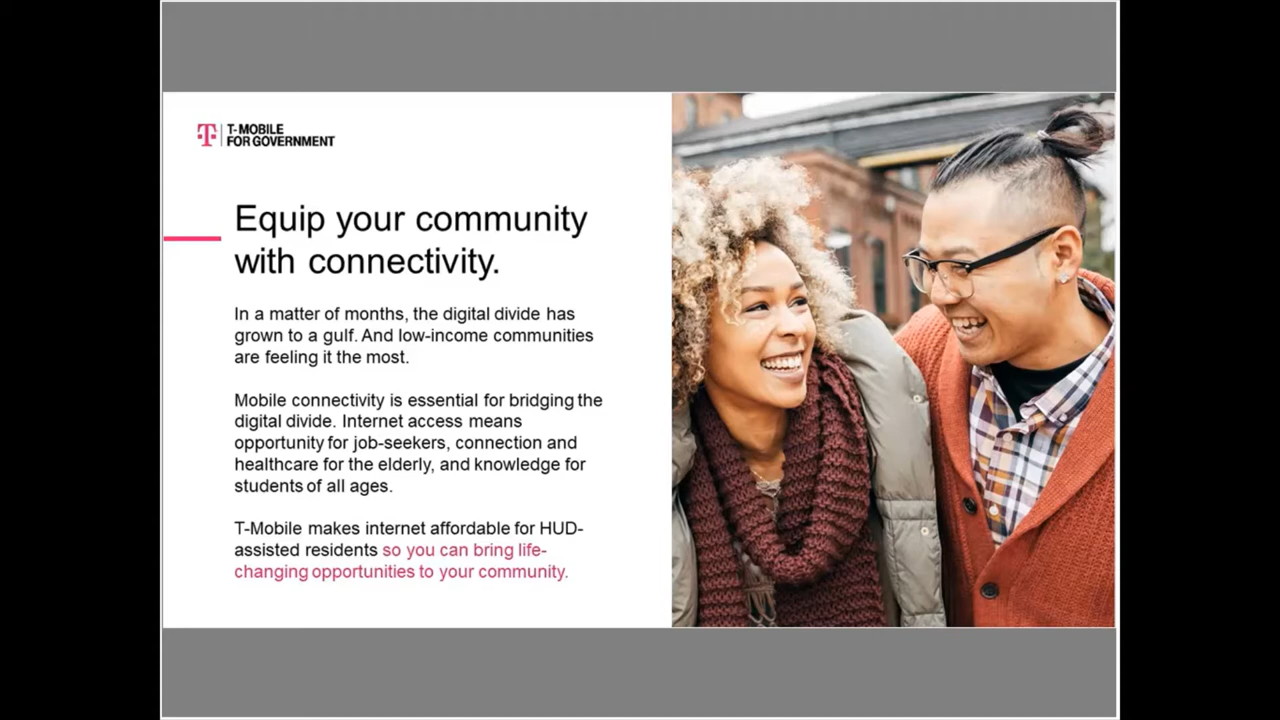 T-MOBILE
FOR GOVERNMENT
Equip your community
with connectivity.
In a matter of months, the digital divide has
grown to a gulf. And low-income communities
are feeling it the most.
Mobile connectivity is essential for bridging the
digital divide. Internet access means
opportunity for job-seekers, connection and
healthcare for the elderly, and knowledge for
students of all ages.
T-Mobile makes internet affordable for HUD-
assisted residents so you can bring life-
changing opportunities to your community.